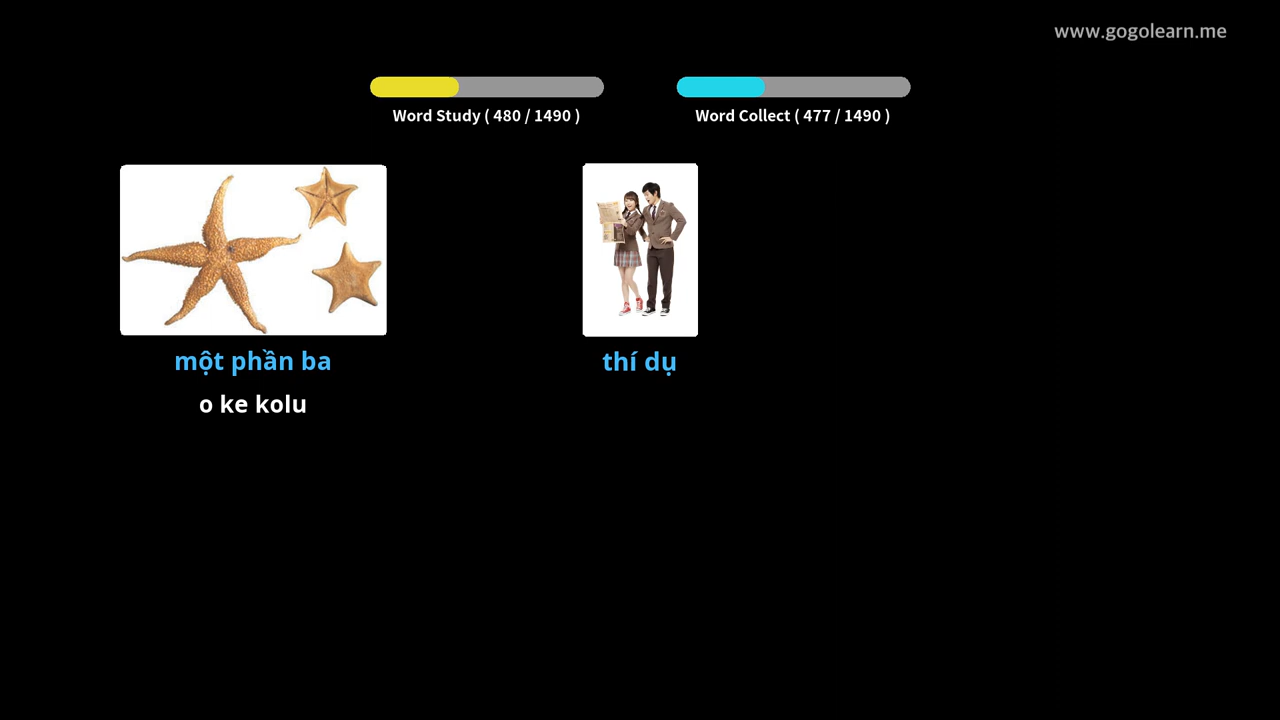 www.gogolearn.me
Word Study ( 480 / 1490 )
Word Collect ( 477 / 1490 )
một phần ba
o ke kolu
thí dụ